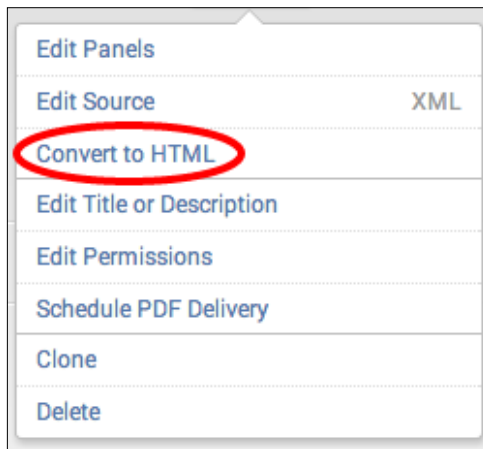 Edit Panels
Edit Source XML
Convert to HTML
Edit Title or Description
Edit Permissions
Schedule PDF Delivery
Clone
Delete